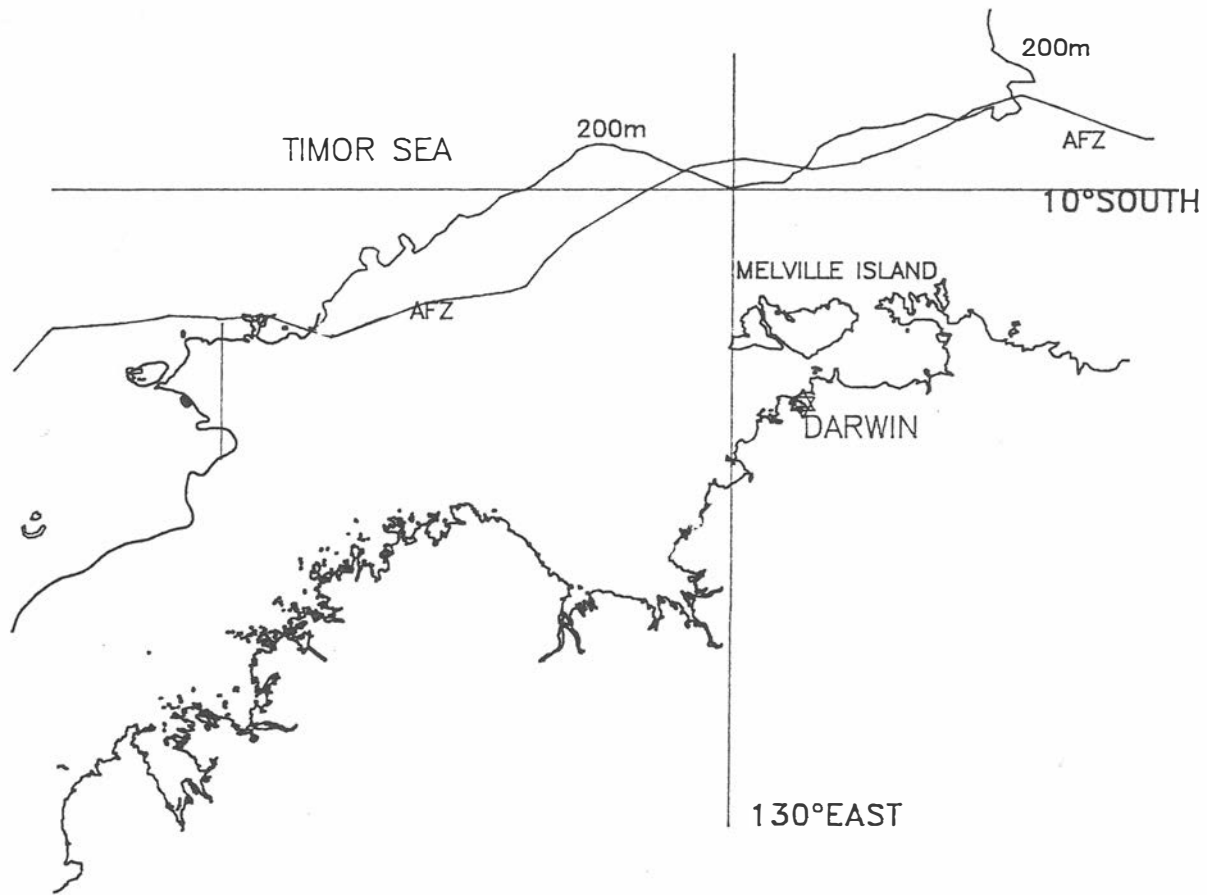 200m
200m
TIMOR SEA
AFZ
10°SOUTH
MELVILLE ISLAND
AFZ
DARWIN
130°EAST